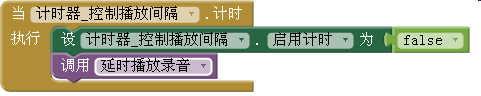 当 计时器_控制播放间隔 .计时
执行 设 计时器_控制播放间隔 . 启用计时 为 false
调用 延时播放录音